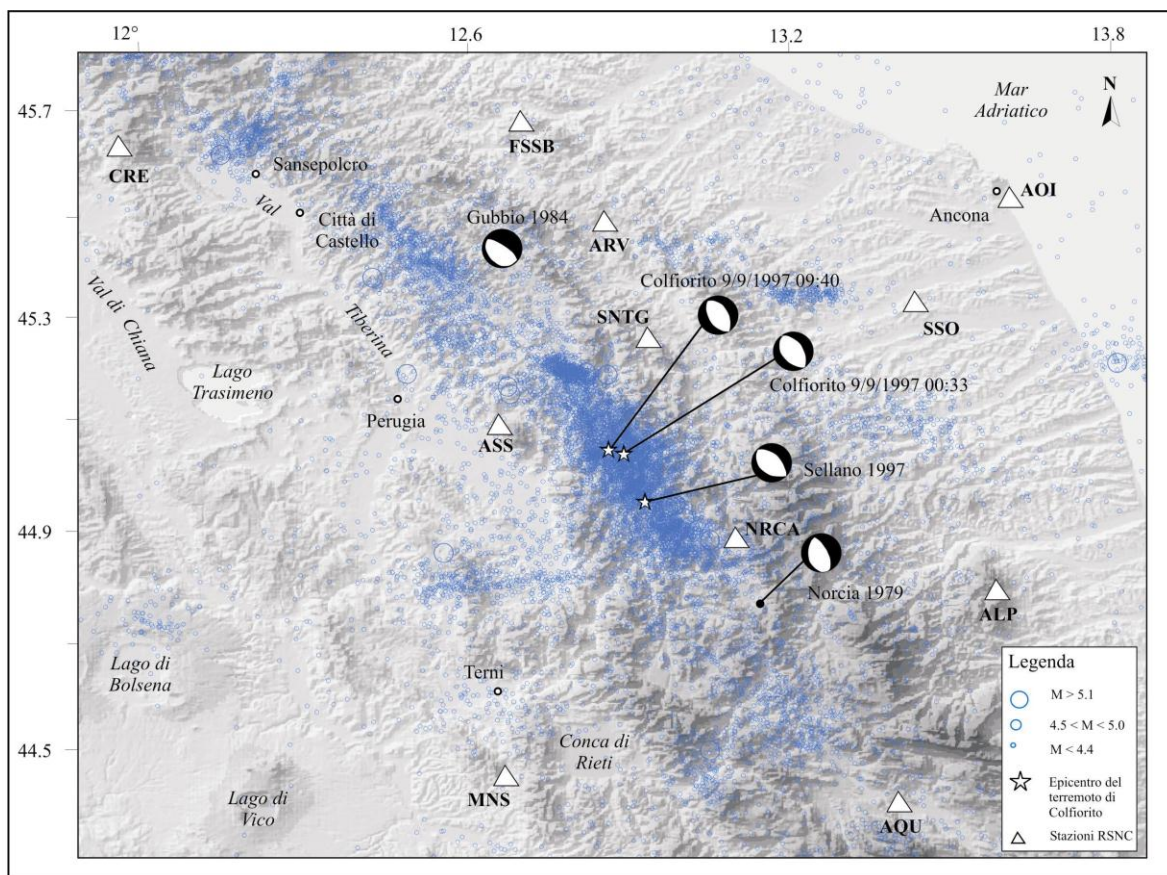 12°
12.6
13.2
13.8
45.7
45.3
44.9
44.5
Mar
Adriatico
N
FSSB
CRE
Sansepolcro
AOI
Ancona
Val
Città di
Castello
Gubbio 1984
ARV
Colfiorito 9/9/1997 09:40
Val di Chiana
Tiberina
SNTG
SSO
Lago
Trasimeno
Colfiorito 9/9/1997 00:33
Perugia
ASS
Sellano 1997
NRCA
Norcia 1979
ALP
Lago di
Bolsena
Terni
Conca di
Rieti
MNS
Lago di
Vico
AQU
Legenda
M > 5.1
4.5 < M < 5.0
M < 4.4
Epicentro del
terremoto di
Colfiorito
Stazioni RSNC